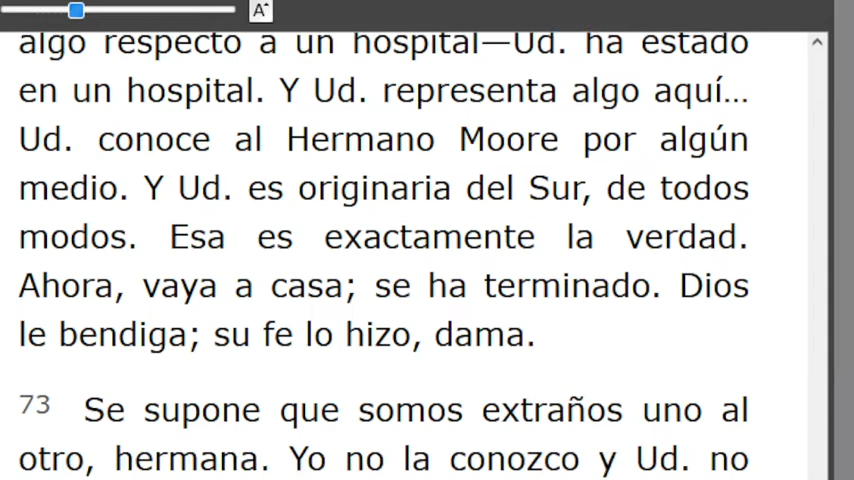 A
algo respecto a un hospital—Ud. ha estado
en un hospital. Y Ud. representa algo aquí...
Ud. conoce al Hermano Moore por algún
medio. Y Ud. es originaria del Sur, de todos
modos. Esa es exactamente la verdad.
Ahora, vaya a casa; se ha terminado. Dios
le bendiga; su fe lo hizo, dama.
73 Se supone que somos extraños uno al
otro, hermana. Yo no la conozco y Ud. no